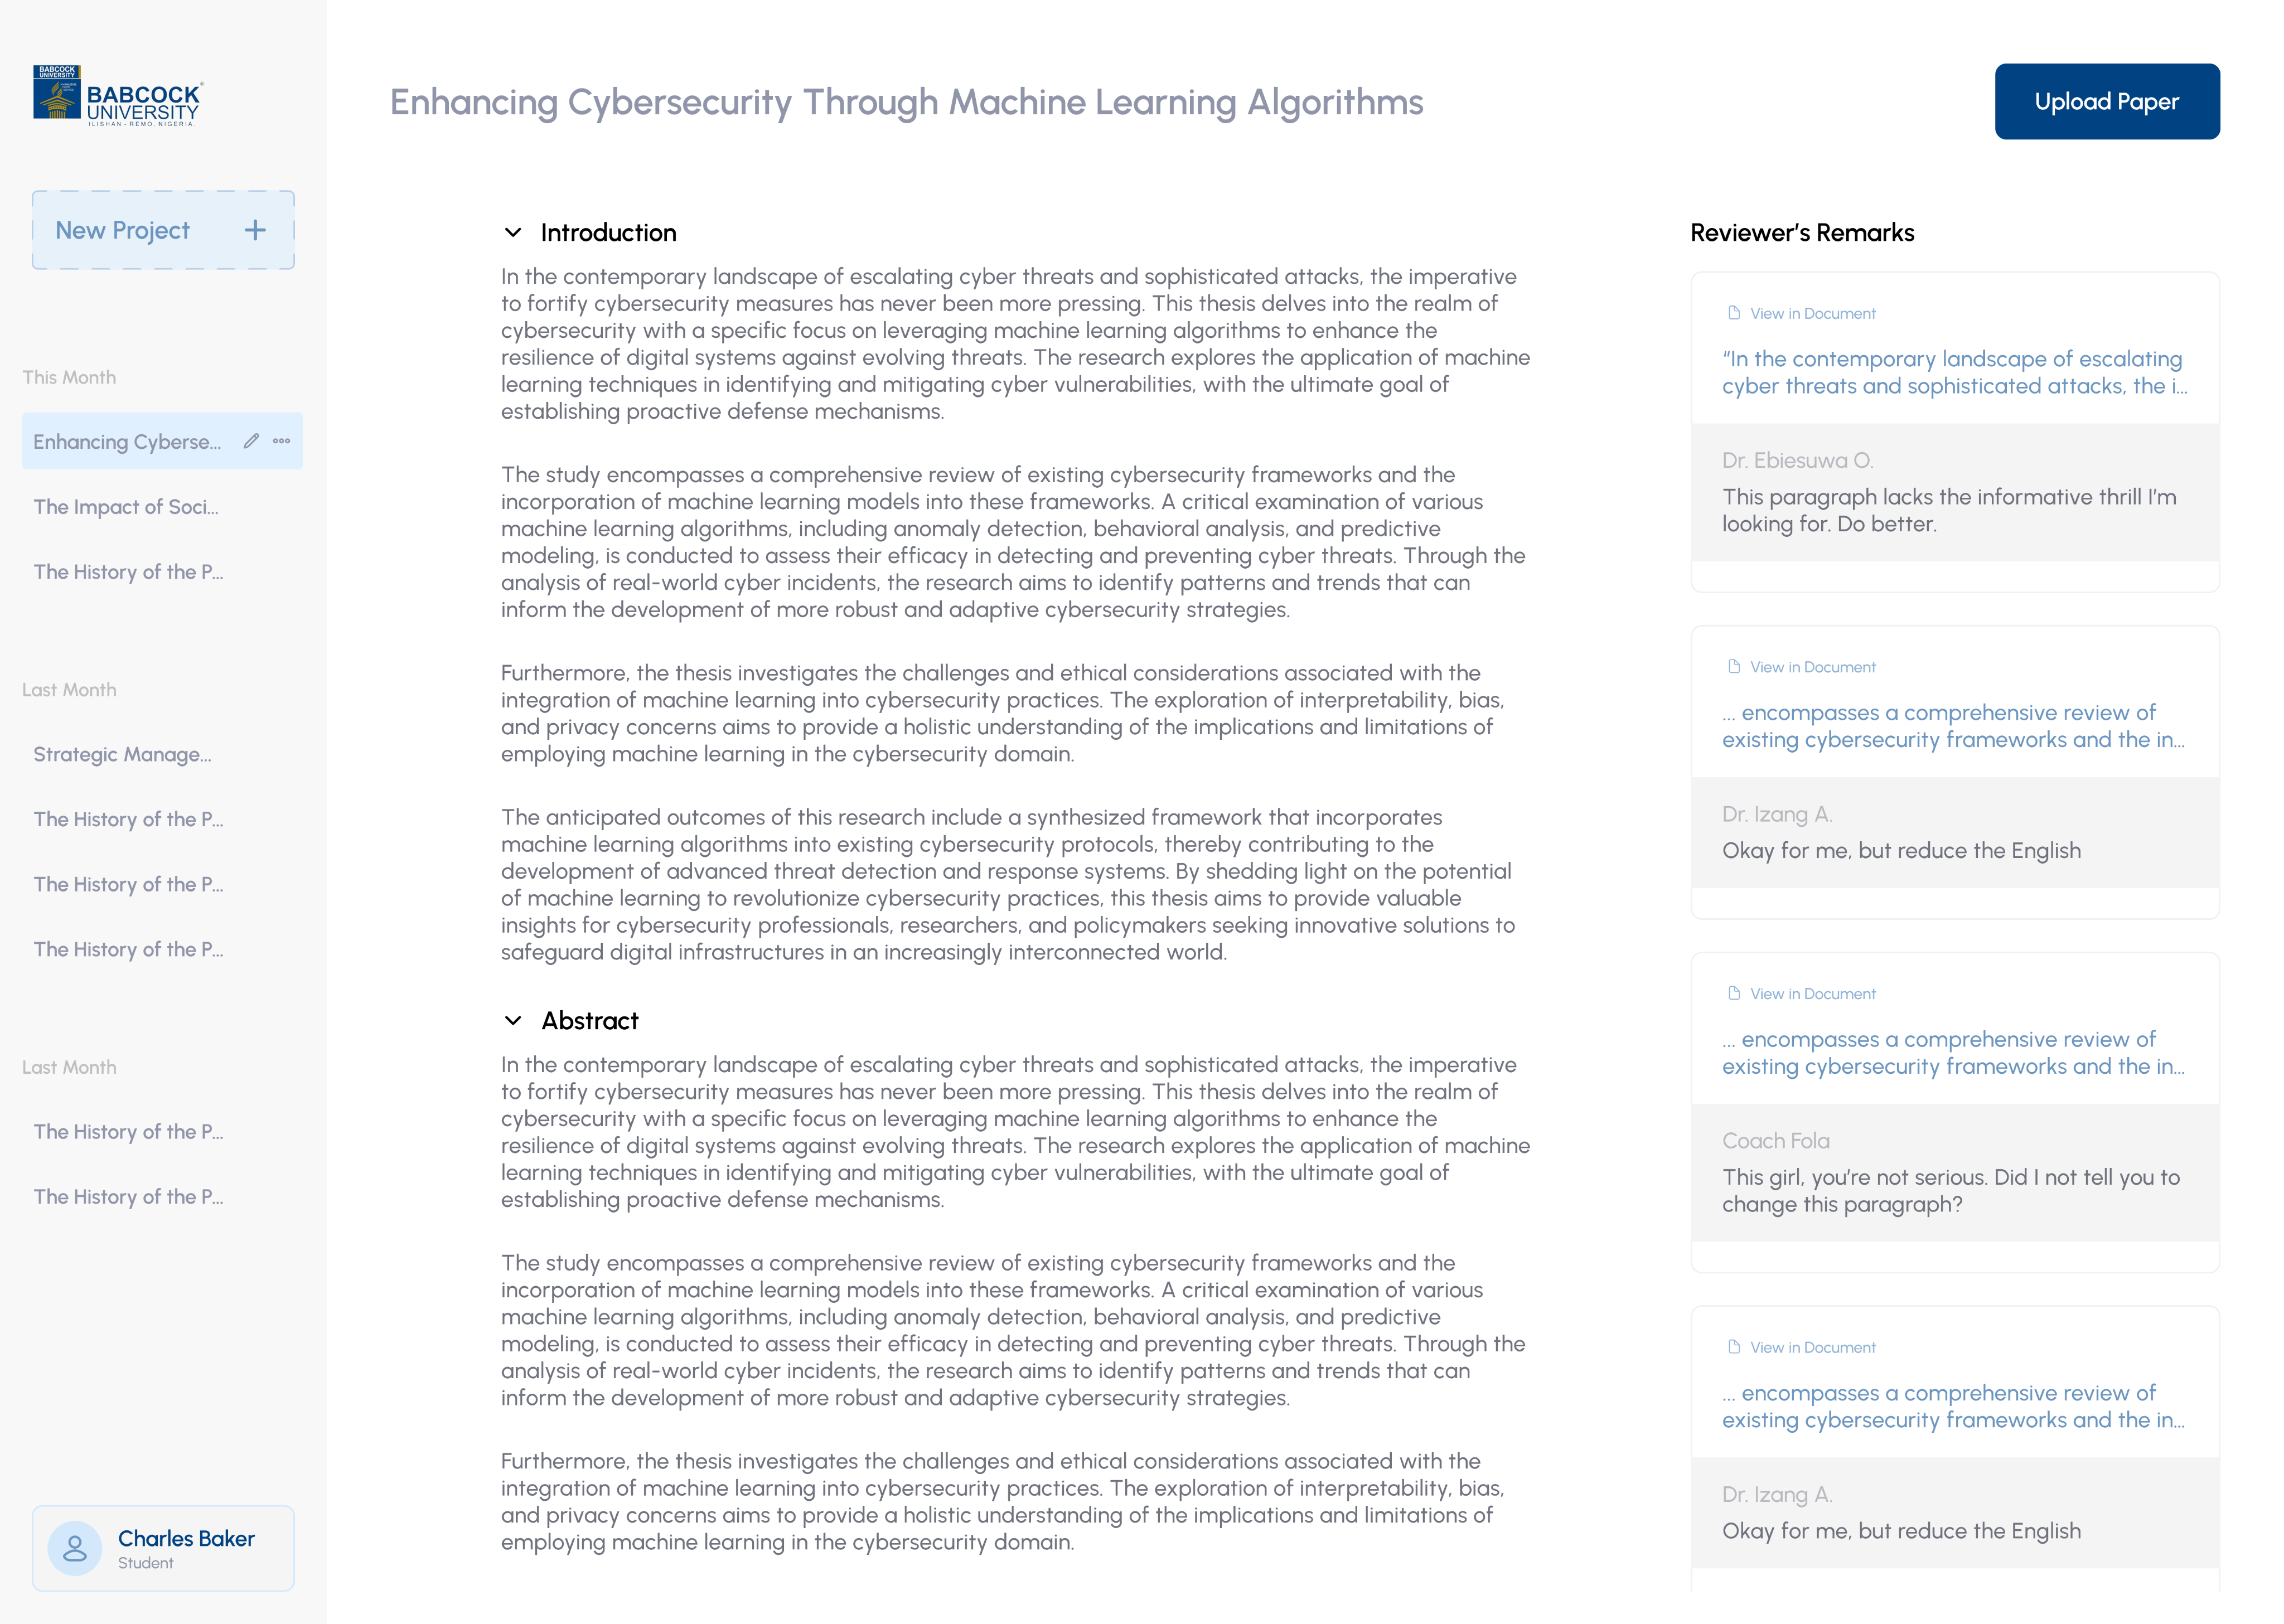 BABCOCK
UNIVERSITY
BABCOCK
UNIVERSITY
ILISHAN - REMO, NIGERIA.
New Project
This Month
Enhancing Cyberse...
The Impact of Soci...
The History of the P...
Last Month
Strategic Manage...
The History of the P...
The History of the P...
The History of the P...
Last Month
The History of the P...
The History of the P...
Charles Baker
Student
Enhancing Cybersecurity Through Machine Learning Algorithms
Upload Paper
Introduction
In the contemporary landscape of escalating cyber threats and sophisticated attacks, the imperative
to fortify cybersecurity measures has never been more pressing. This thesis delves into the realm of
cybersecurity with a specific focus on leveraging machine learning algorithms to enhance the
resilience of digital systems against evolving threats. The research explores the application of machine
learning techniques in identifying and mitigating cyber vulnerabilities, with the ultimate goal of
establishing proactive defense mechanisms.
The study encompasses a comprehensive review of existing cybersecurity frameworks and the
incorporation of machine learning models into these frameworks. A critical examination of various
machine learning algorithms, including anomaly detection, behavioral analysis, and predictive
modeling, is conducted to assess their efficacy in detecting and preventing cyber threats. Through the
analysis of real-world cyber incidents, the research aims to identify patterns and trends that can
inform the development of more robust and adaptive cybersecurity strategies.
Furthermore, the thesis investigates the challenges and ethical considerations associated with the
integration of machine learning into cybersecurity practices. The exploration of interpretability, bias,
and privacy concerns aims to provide a holistic understanding of the implications and limitations of
employing machine learning in the cybersecurity domain.
The anticipated outcomes of this research include a synthesized framework that incorporates
machine learning algorithms into existing cybersecurity protocols, thereby contributing to the
development of advanced threat detection and response systems. By shedding light on the potential
of machine learning to revolutionize cybersecurity practices, this thesis aims to provide valuable
insights for cybersecurity professionals, researchers, and policymakers seeking innovative solutions to
safeguard digital infrastructures in an increasingly interconnected world.
Abstract
In the contemporary landscape of escalating cyber threats and sophisticated attacks, the imperative
to fortify cybersecurity measures has never been more pressing. This thesis delves into the realm of
cybersecurity with a specific focus on leveraging machine learning algorithms to enhance the
resilience of digital systems against evolving threats. The research explores the application of machine
learning techniques in identifying and mitigating cyber vulnerabilities, with the ultimate goal of
establishing proactive defense mechanisms.
The study encompasses a comprehensive review of existing cybersecurity frameworks and the
incorporation of machine learning models into these frameworks. A critical examination of various
machine learning algorithms, including anomaly detection, behavioral analysis, and predictive
modeling, is conducted to assess their efficacy in detecting and preventing cyber threats. Through the
analysis of real-world cyber incidents, the research aims to identify patterns and trends that can
inform the development of more robust and adaptive cybersecurity strategies.
Furthermore, the thesis investigates the challenges and ethical considerations associated with the
integration of machine learning into cybersecurity practices. The exploration of interpretability, bias,
and privacy concerns aims to provide a holistic understanding of the implications and limitations of
employing machine learning in the cybersecurity domain.
Reviewer’s Remarks
View in Document
“In the contemporary landscape of escalating
cyber threats and sophisticated attacks, the i...
Dr. Ebiesuwa O.
This paragraph lacks the informative thrill I’m
looking for. Do better.
View in Document
... encompasses a comprehensive review of
existing cybersecurity frameworks and the in...
Dr. Izang A.
Okay for me, but reduce the English
View in Document
... encompasses a comprehensive review of
existing cybersecurity frameworks and the in...
Coach Fola
This girl, you’re not serious. Did I not tell you to
change this paragraph?
View in Document
... encompasses a comprehensive review of
existing cybersecurity frameworks and the in...
Dr. Izang A.
Okay for me, but reduce the English